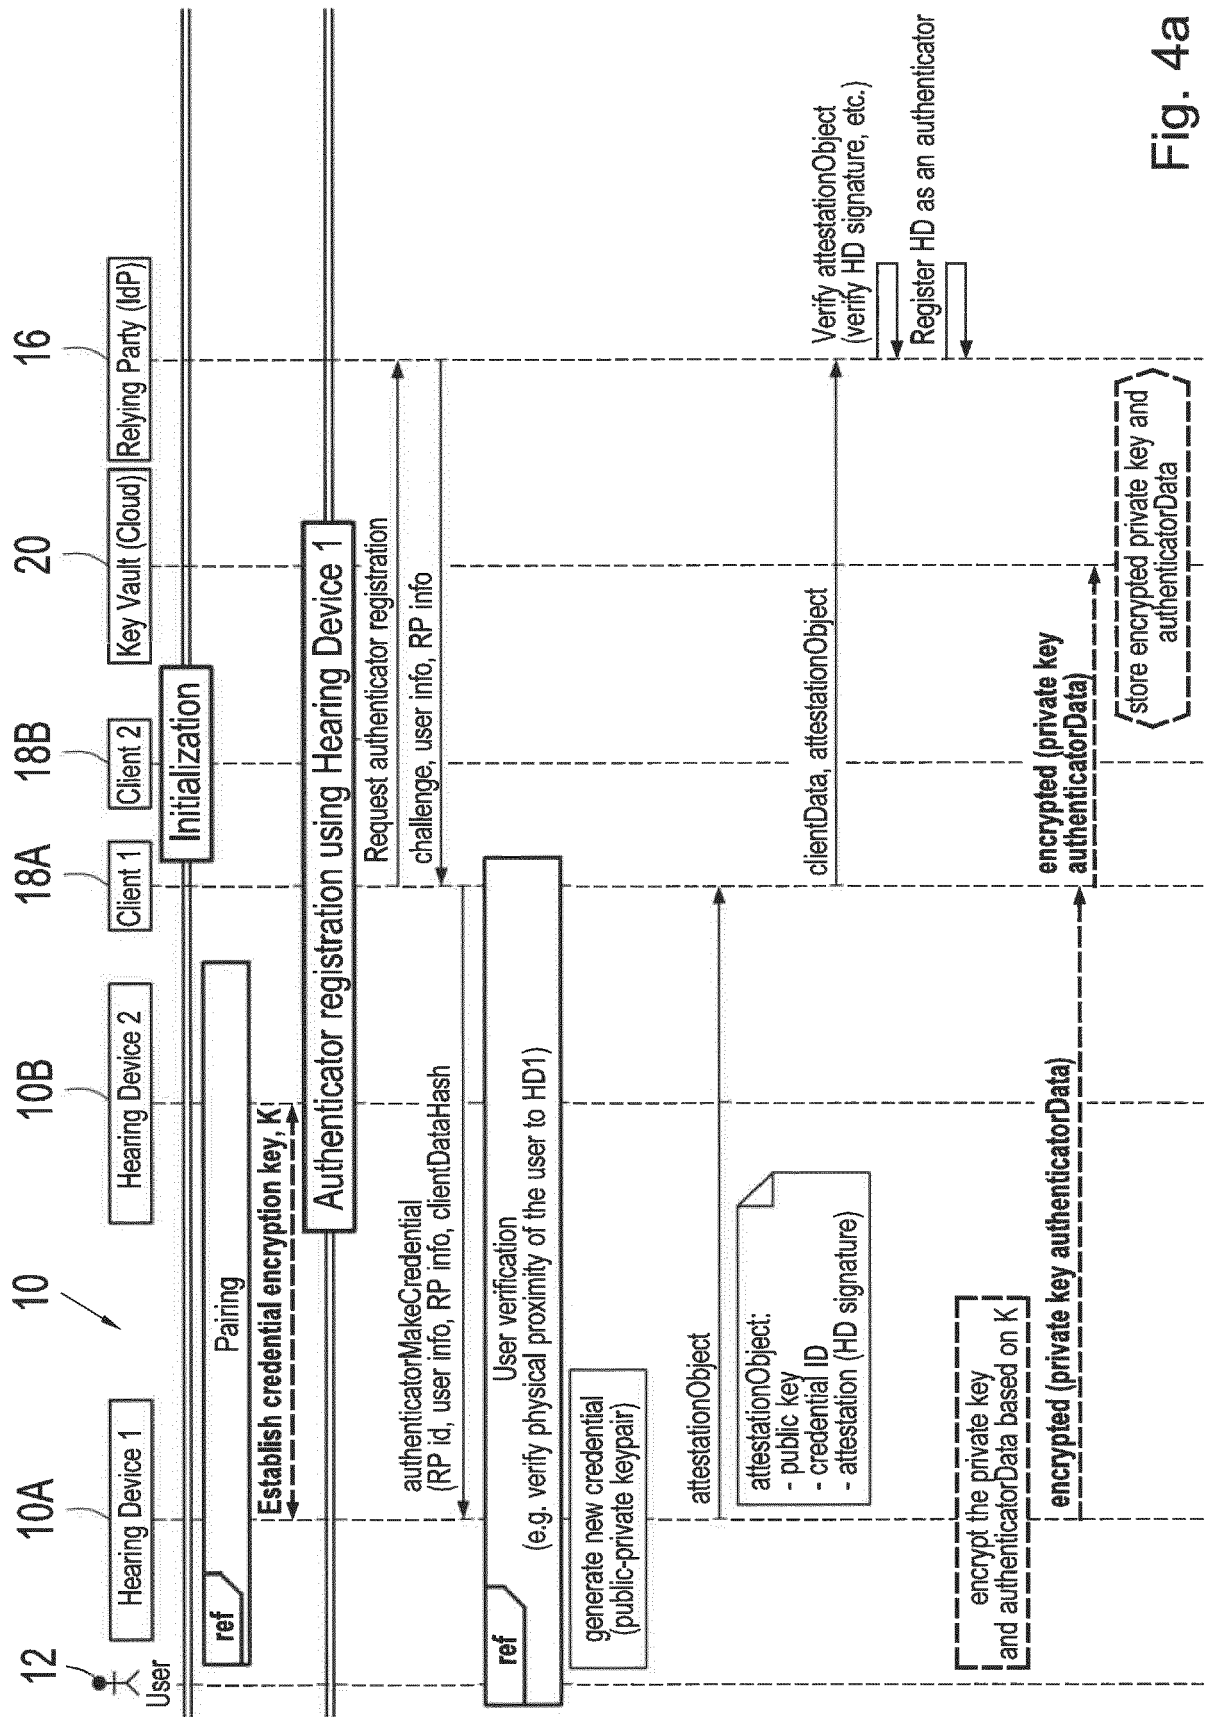 12
10A
10
10B
18A
18B
20
16
User
Hearing Device 1
Hearing Device 2
Client 1
Client 2
Key Vault (Cloud)
Relying Party (IdP)
Initialization
ref
Pairing
Establish credential encryption key, K
Authenticator registration using Hearing Device 1
Request authenticator registration
challenge, user info, RP info
authenticatorMakeCredential
(RP id, user info, RP info, clientDataHash)
ref
User verification
(e.g. verify physical proximity of the user to HD1)
generate new credential
(public-private keypair)
attestationObject
attestationObject:
- public key
- credential ID
- attestation (HD signature)
clientData, attestationObject
Verify attestationObject
(verify HD signature, etc.)
Register HD as an authenticator
encrypt the private key
and authenticatorData based on K
encrypted (private key authenticatorData)
encrypted (private key
authenticatorData)
store encrypted private key and
authenticatorData
Fig. 4a